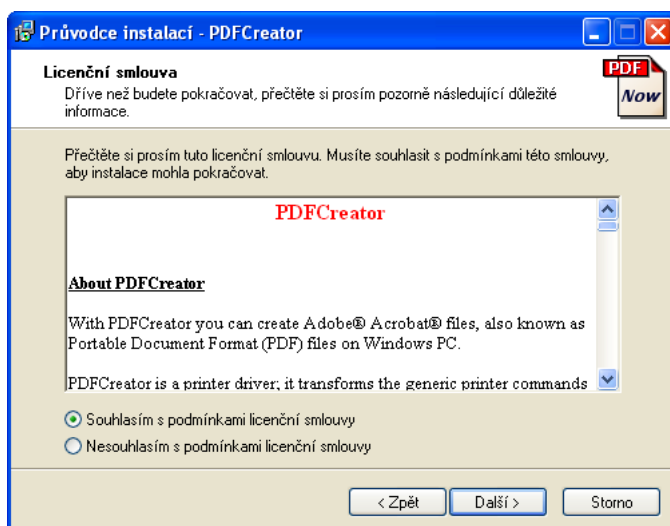 Průvodce instalací - PDFCreator
Licenční smlouva
Dříve než budete pokračovat, přečtěte si prosím pozorně následující důležité
informace.
PDF
Now
Přečtěte si prosím tuto licenční smlouvu. Musíte souhlasit s podmínkami této smlouvy,
aby instalace mohla pokračovat.
PDFCreator
About PDFCreator
With PDFCreator you can create Adobe® Acrobat® files, also known as
Portable Document Format (PDF) files on Windows PC.
PDFCreator is a printer driver; it transforms the generic printer commands
Souhlasím s podmínkami licenční smlouvy
Nesouhlasím s podmínkami licenční smlouvy
< Zpět
Další >
Storno